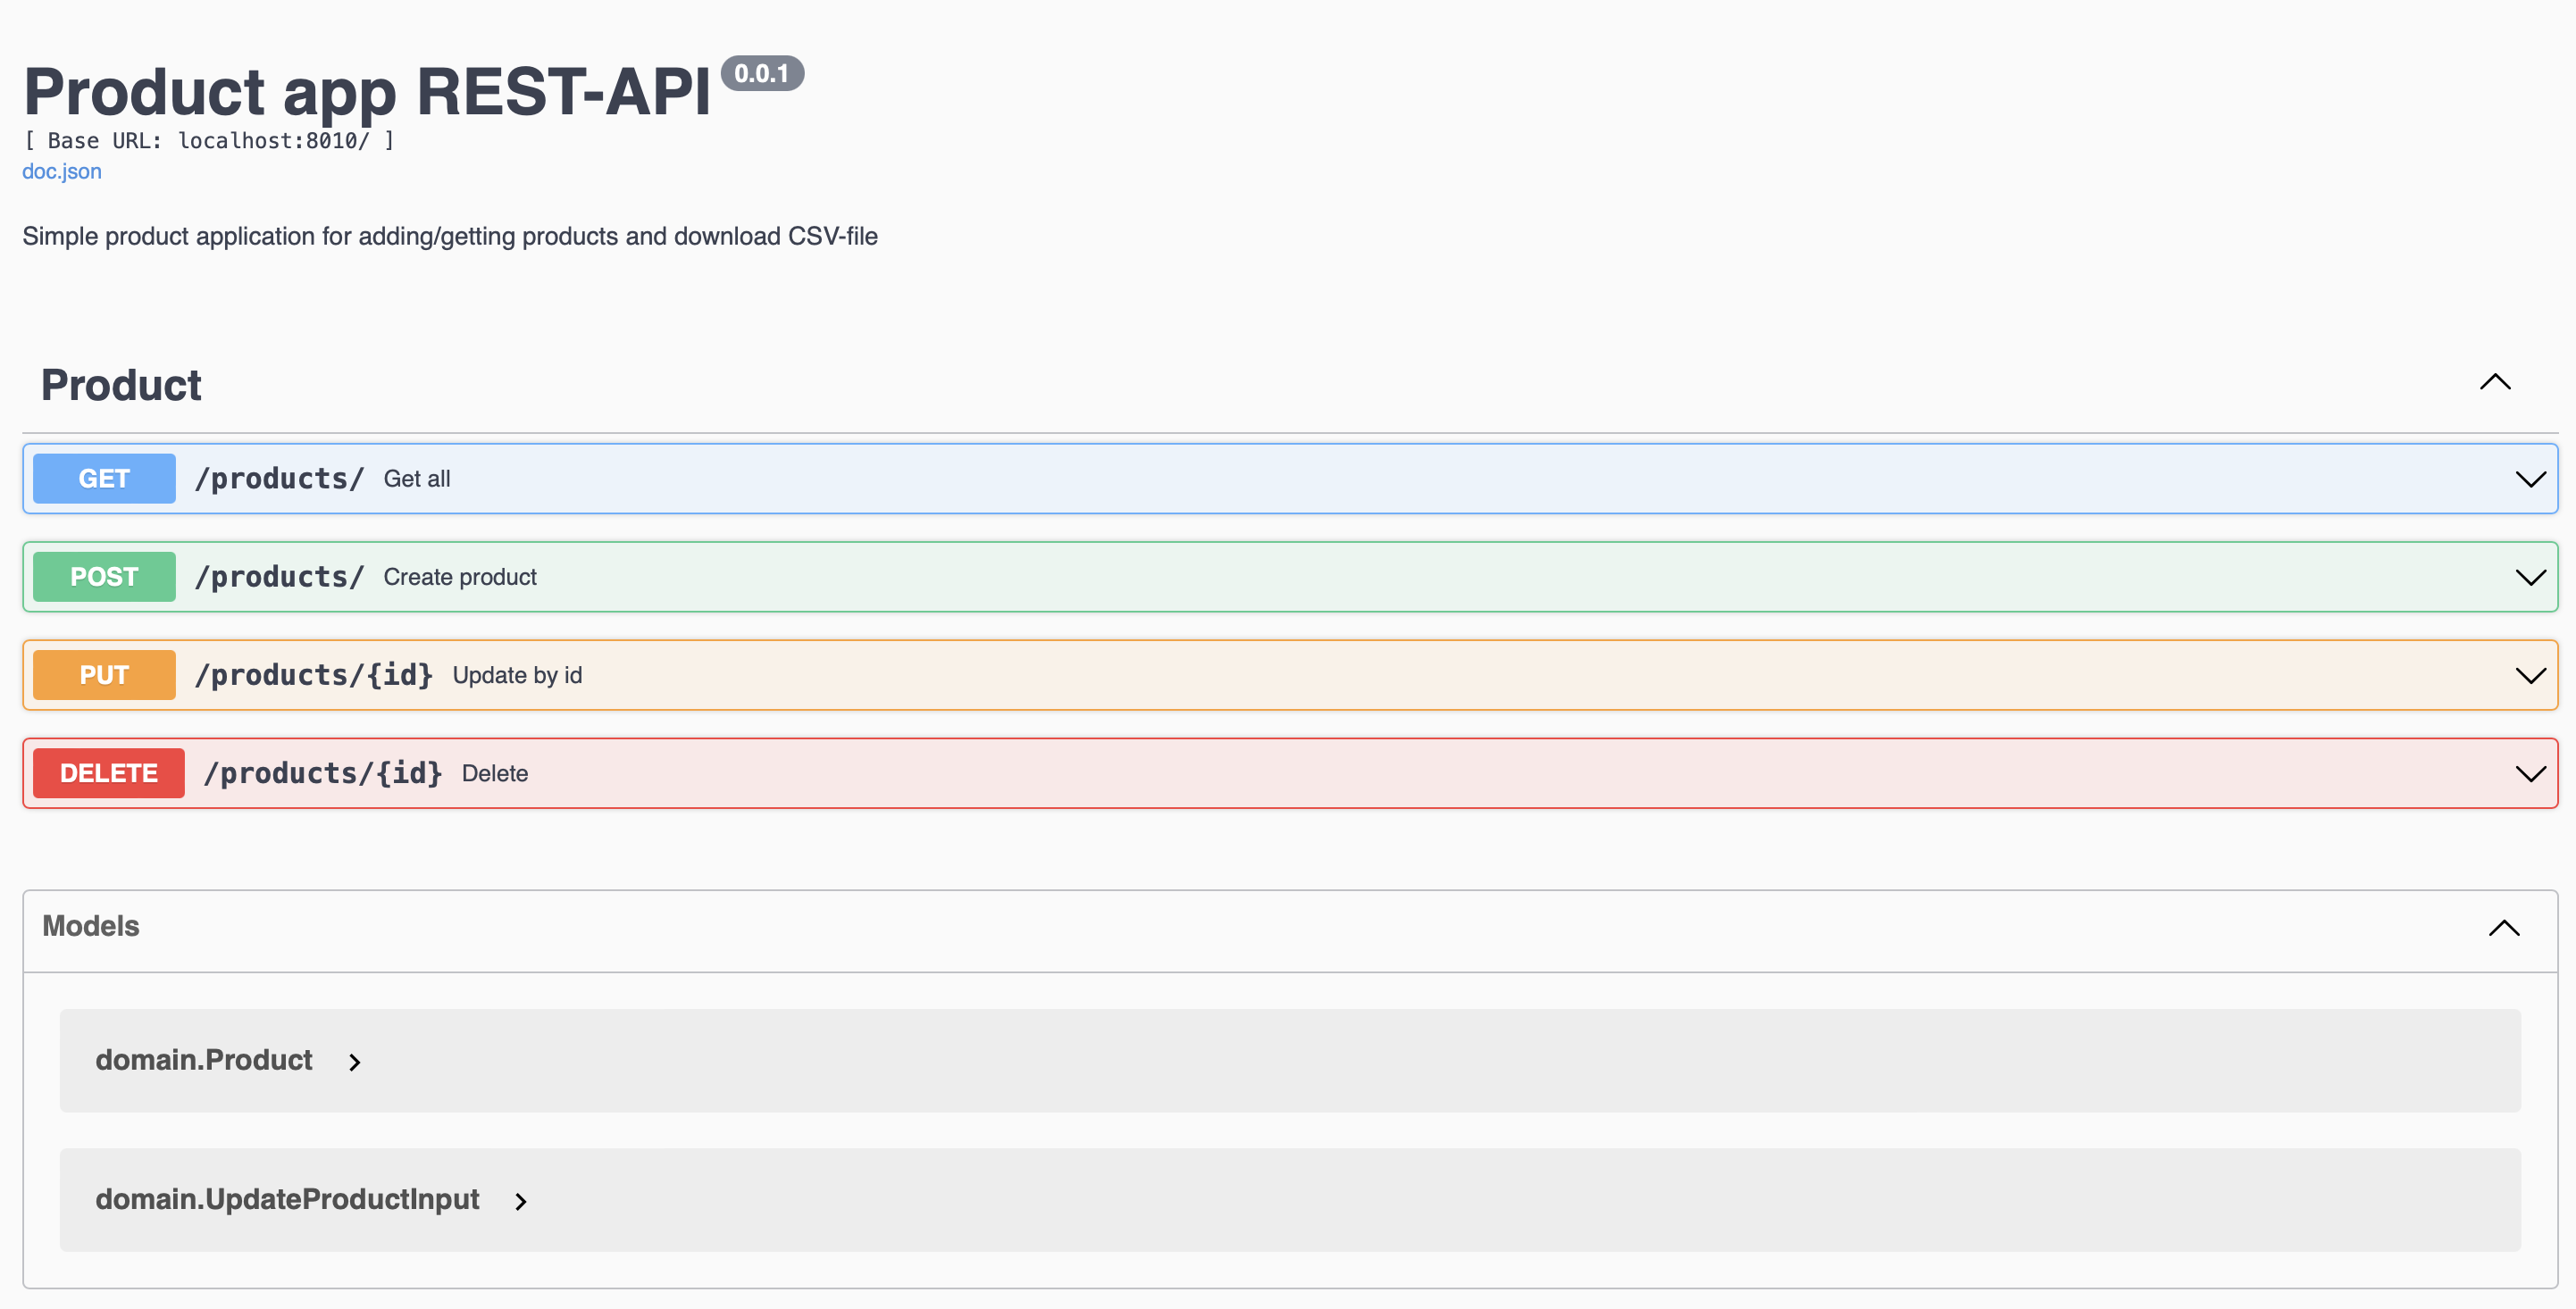 Product app REST-API 0.0.1
[ Base URL: localhost:8010/ ]
doc.json
Simple product application for adding/getting products and download CSV-file
Product
GET /products/ Get all
POST /products/ Create product
PUT /products/{id} Update by id
DELETE /products/{id} Delete
Models
domain.Product
domain.UpdateProductInput